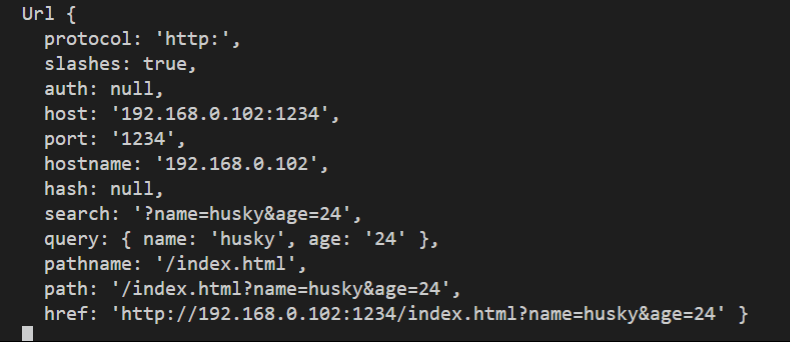 Url {
  protocol: 'http:',
  slashes: true,
  auth: null,
  host: '192.168.0.102:1234',
  port: '1234',
  hostname: '192.168.0.102',
  hash: null,
  search: '?name=husky&age=24',
  query: { name: 'husky', age: '24' },
  pathname: '/index.html',
  path: '/index.html?name=husky&age=24',
  href: 'http://192.168.0.102:1234/index.html?name=husky&age=24' }